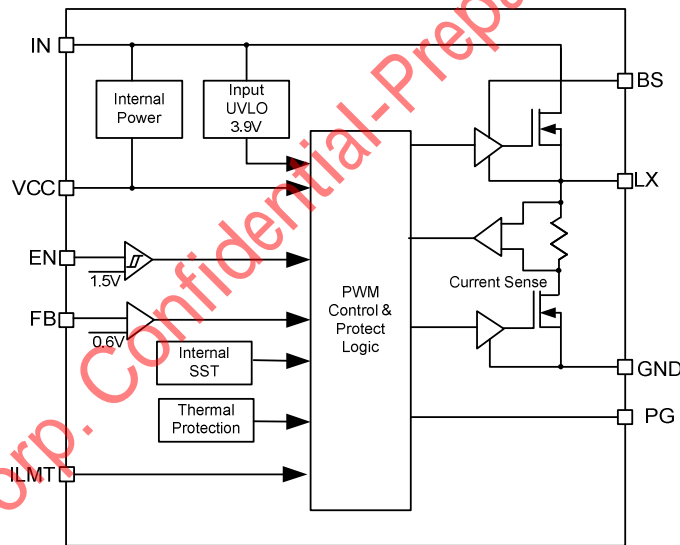 IN
BS
Internal
Power
Input
UVLO
3.9V
VCC
LX
EN
1.5V
Current Sense
PWM
Control &
Protect
Logic
FB
0.6V
Internal
SST
GND
Thermal
Protection
PG
ILMT
orp. Confidential-Prepa